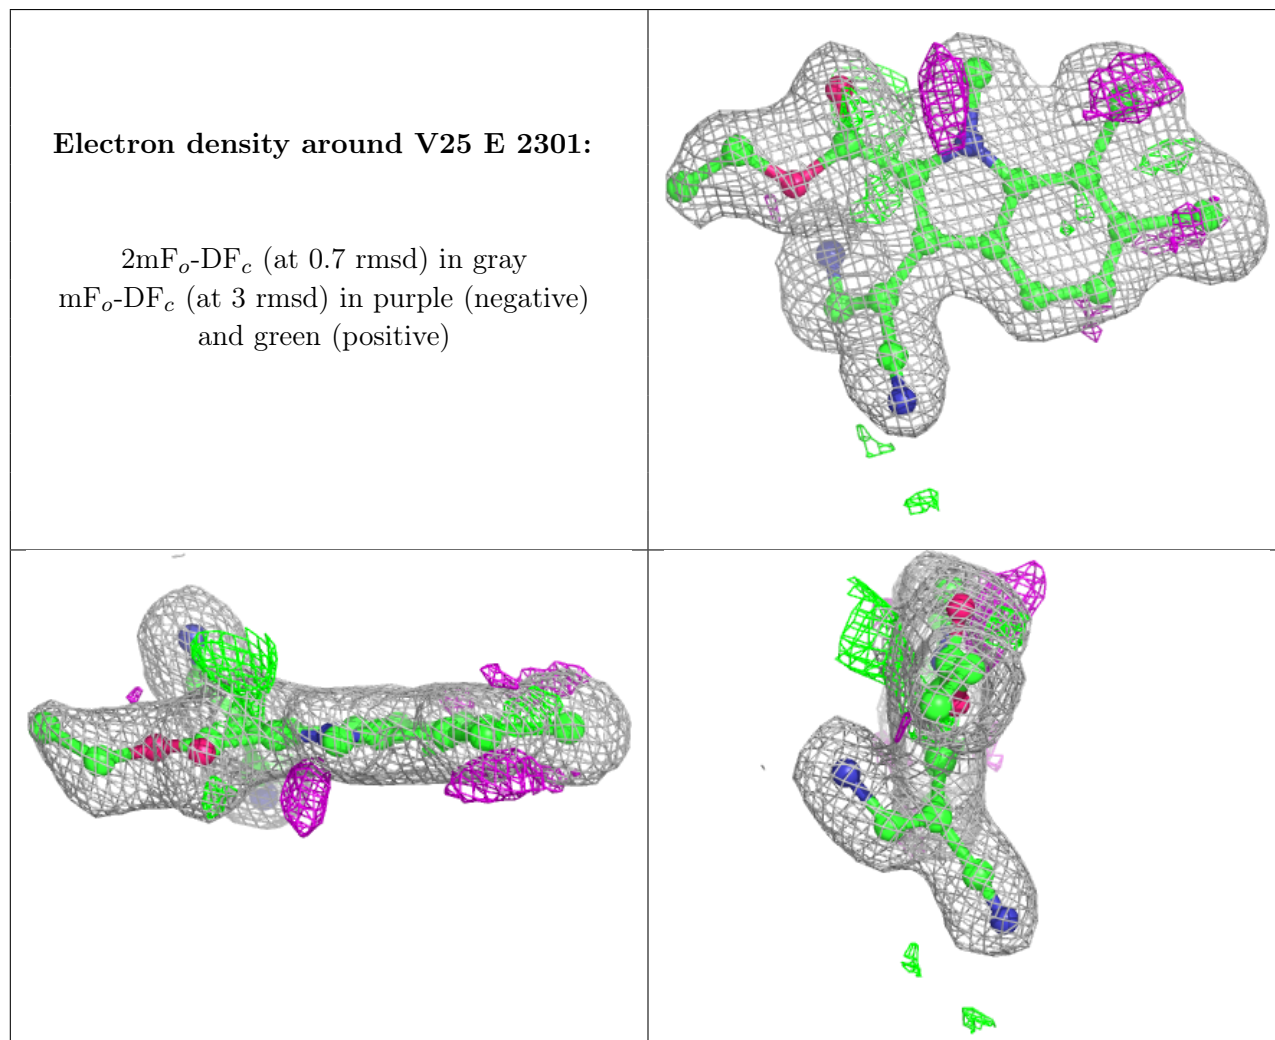 Electron density around V25 E 2301:
2mFo-DFc (at 0.7 rmsd) in gray
mFo-DFc (at 3 rmsd) in purple (negative)
and green (positive)